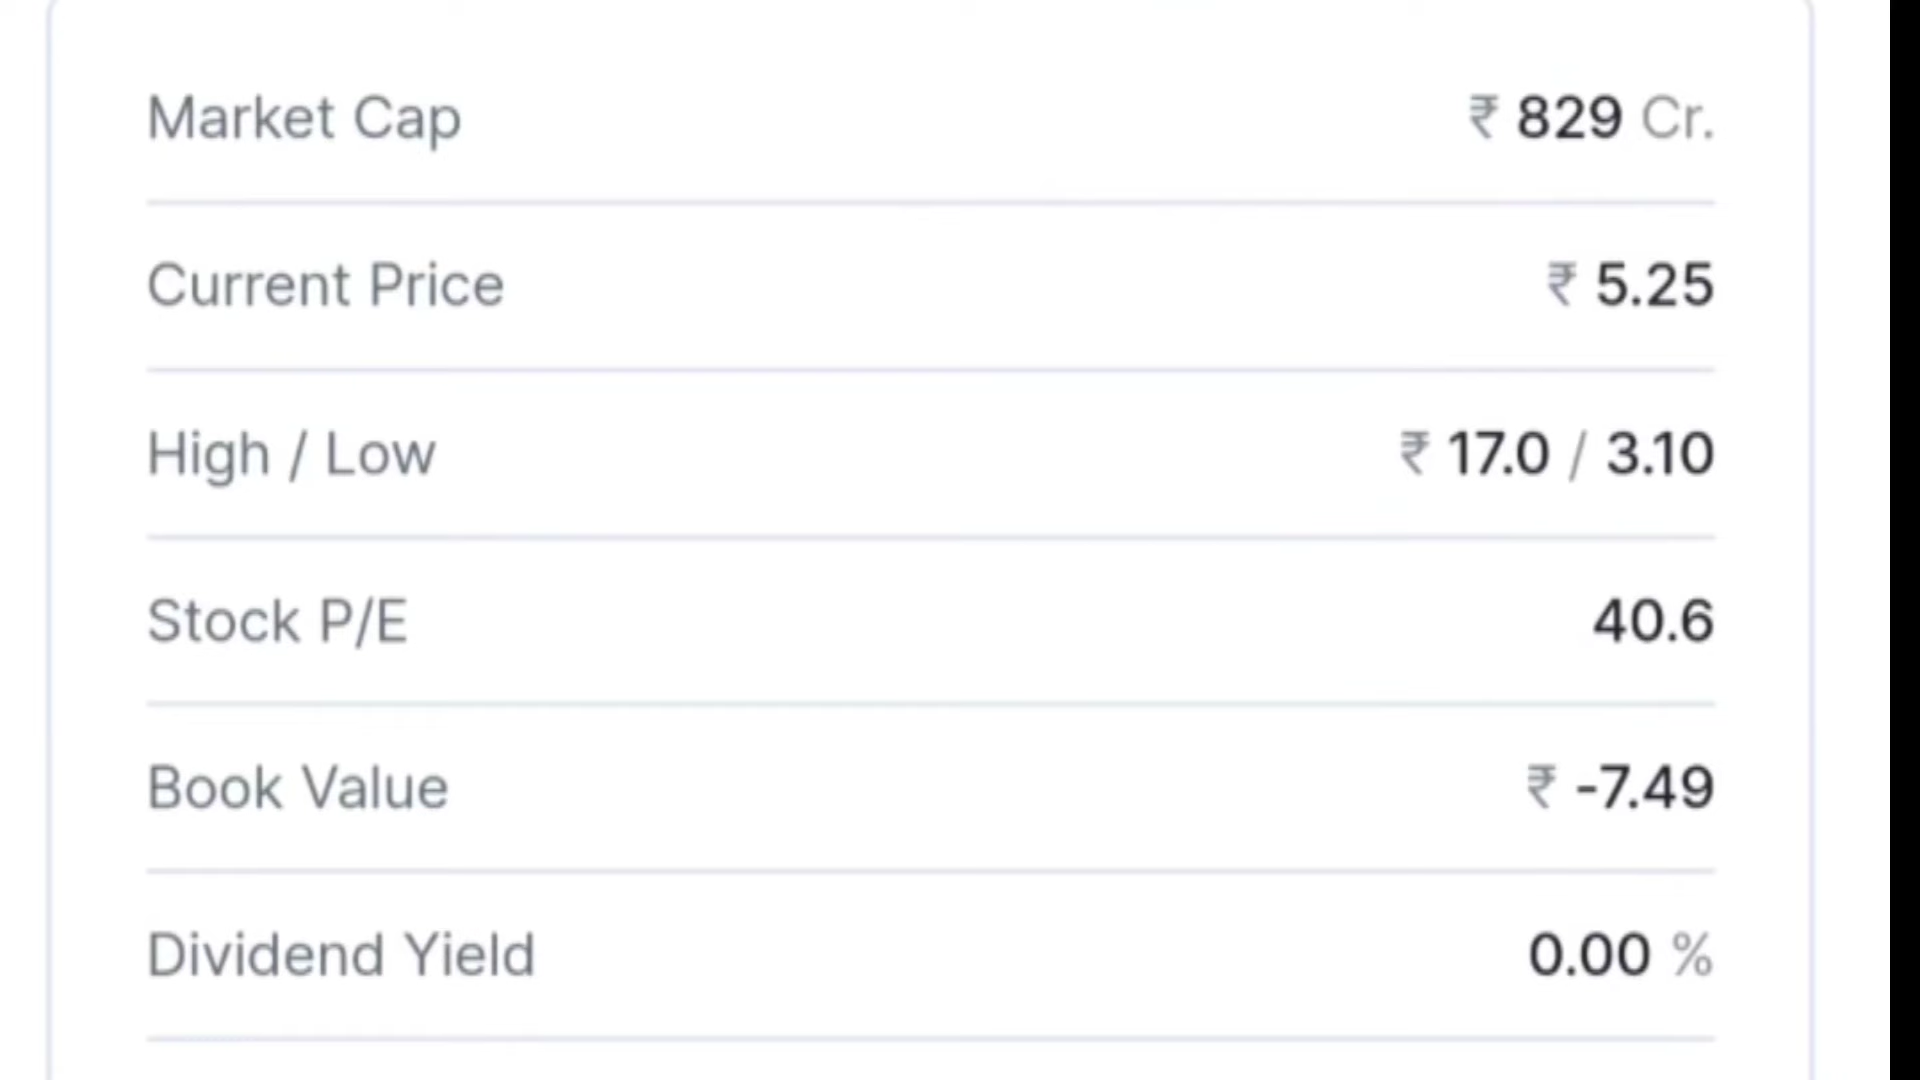 Market Cap ₹ 829 Cr.
Current Price ₹ 5.25
High / Low ₹ 17.0 / 3.10
Stock P/E 40.6
Book Value ₹ -7.49
Dividend Yield 0.00 %